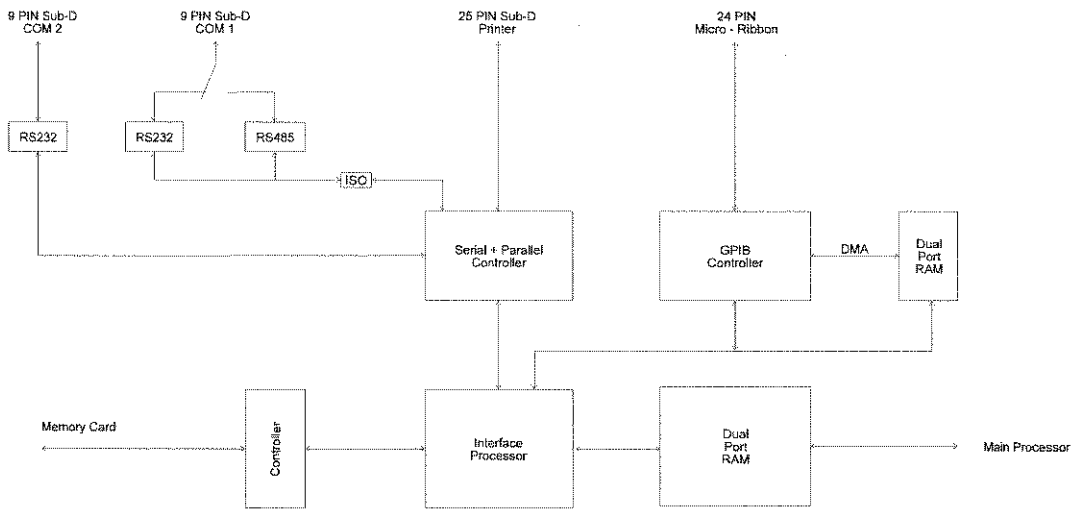 9 PIN Sub-D
COM 2
9 PIN Sub-D
COM 1
25 PIN Sub-D
Printer
24 PIN
Micro - Ribbon
RS232
RS232
RS485
ISO
Serial + Parallel
Controller
GPIB
Controller
DMA
Dual
Port
RAM
Memory Card
Controller
Interface
Processor
Dual
Port
RAM
Main Processor